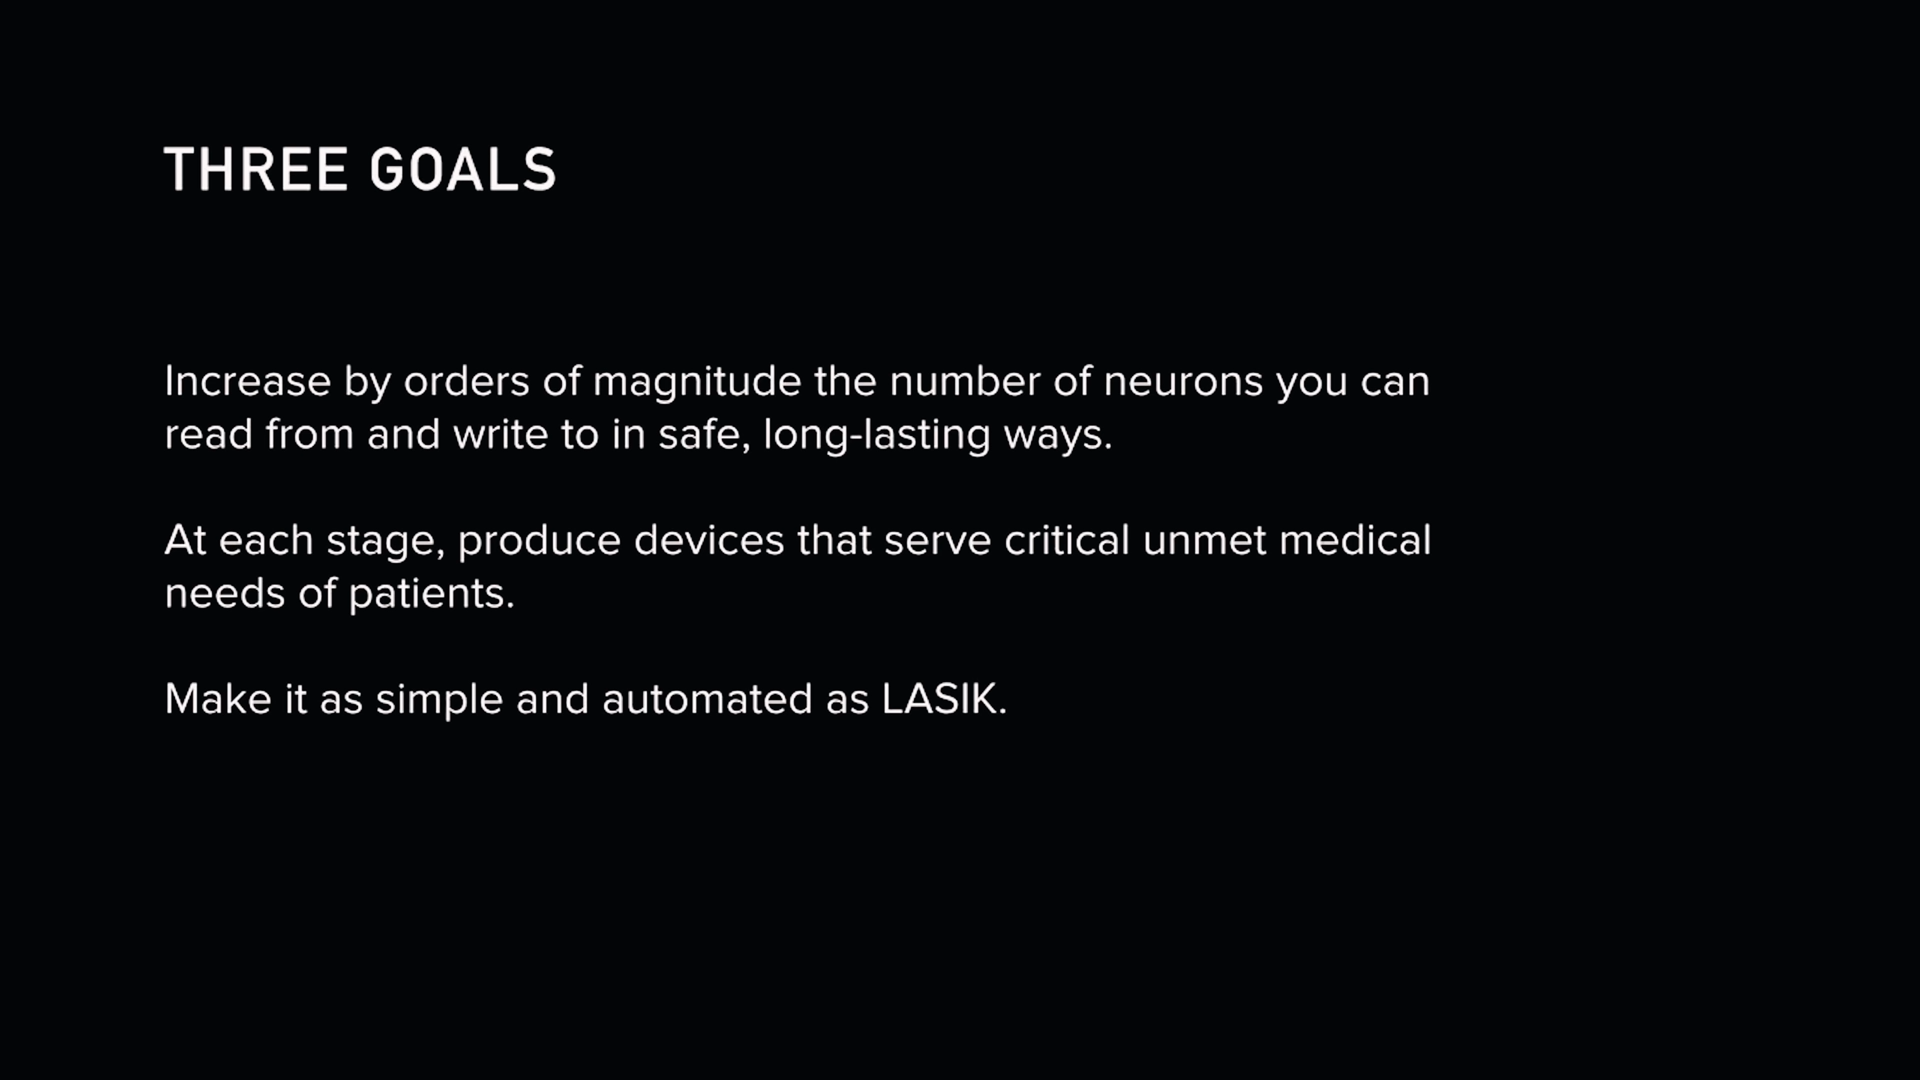 THREE GOALS
Increase by orders of magnitude the number of neurons you can
read from and write to in safe, long-lasting ways.
At each stage, produce devices that serve critical unmet medical
needs of patients.
Make it as simple and automated as LASIK.